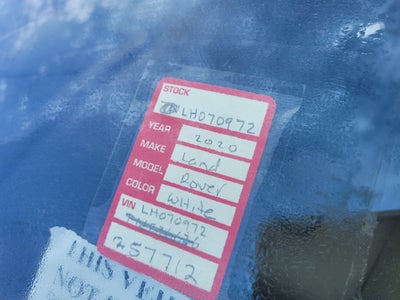 STOCK
LH070972
YEAR 2020
MAKE Land
MODEL Rover
COLOR White
VIN LH070972
257712
THIS VE
NOT